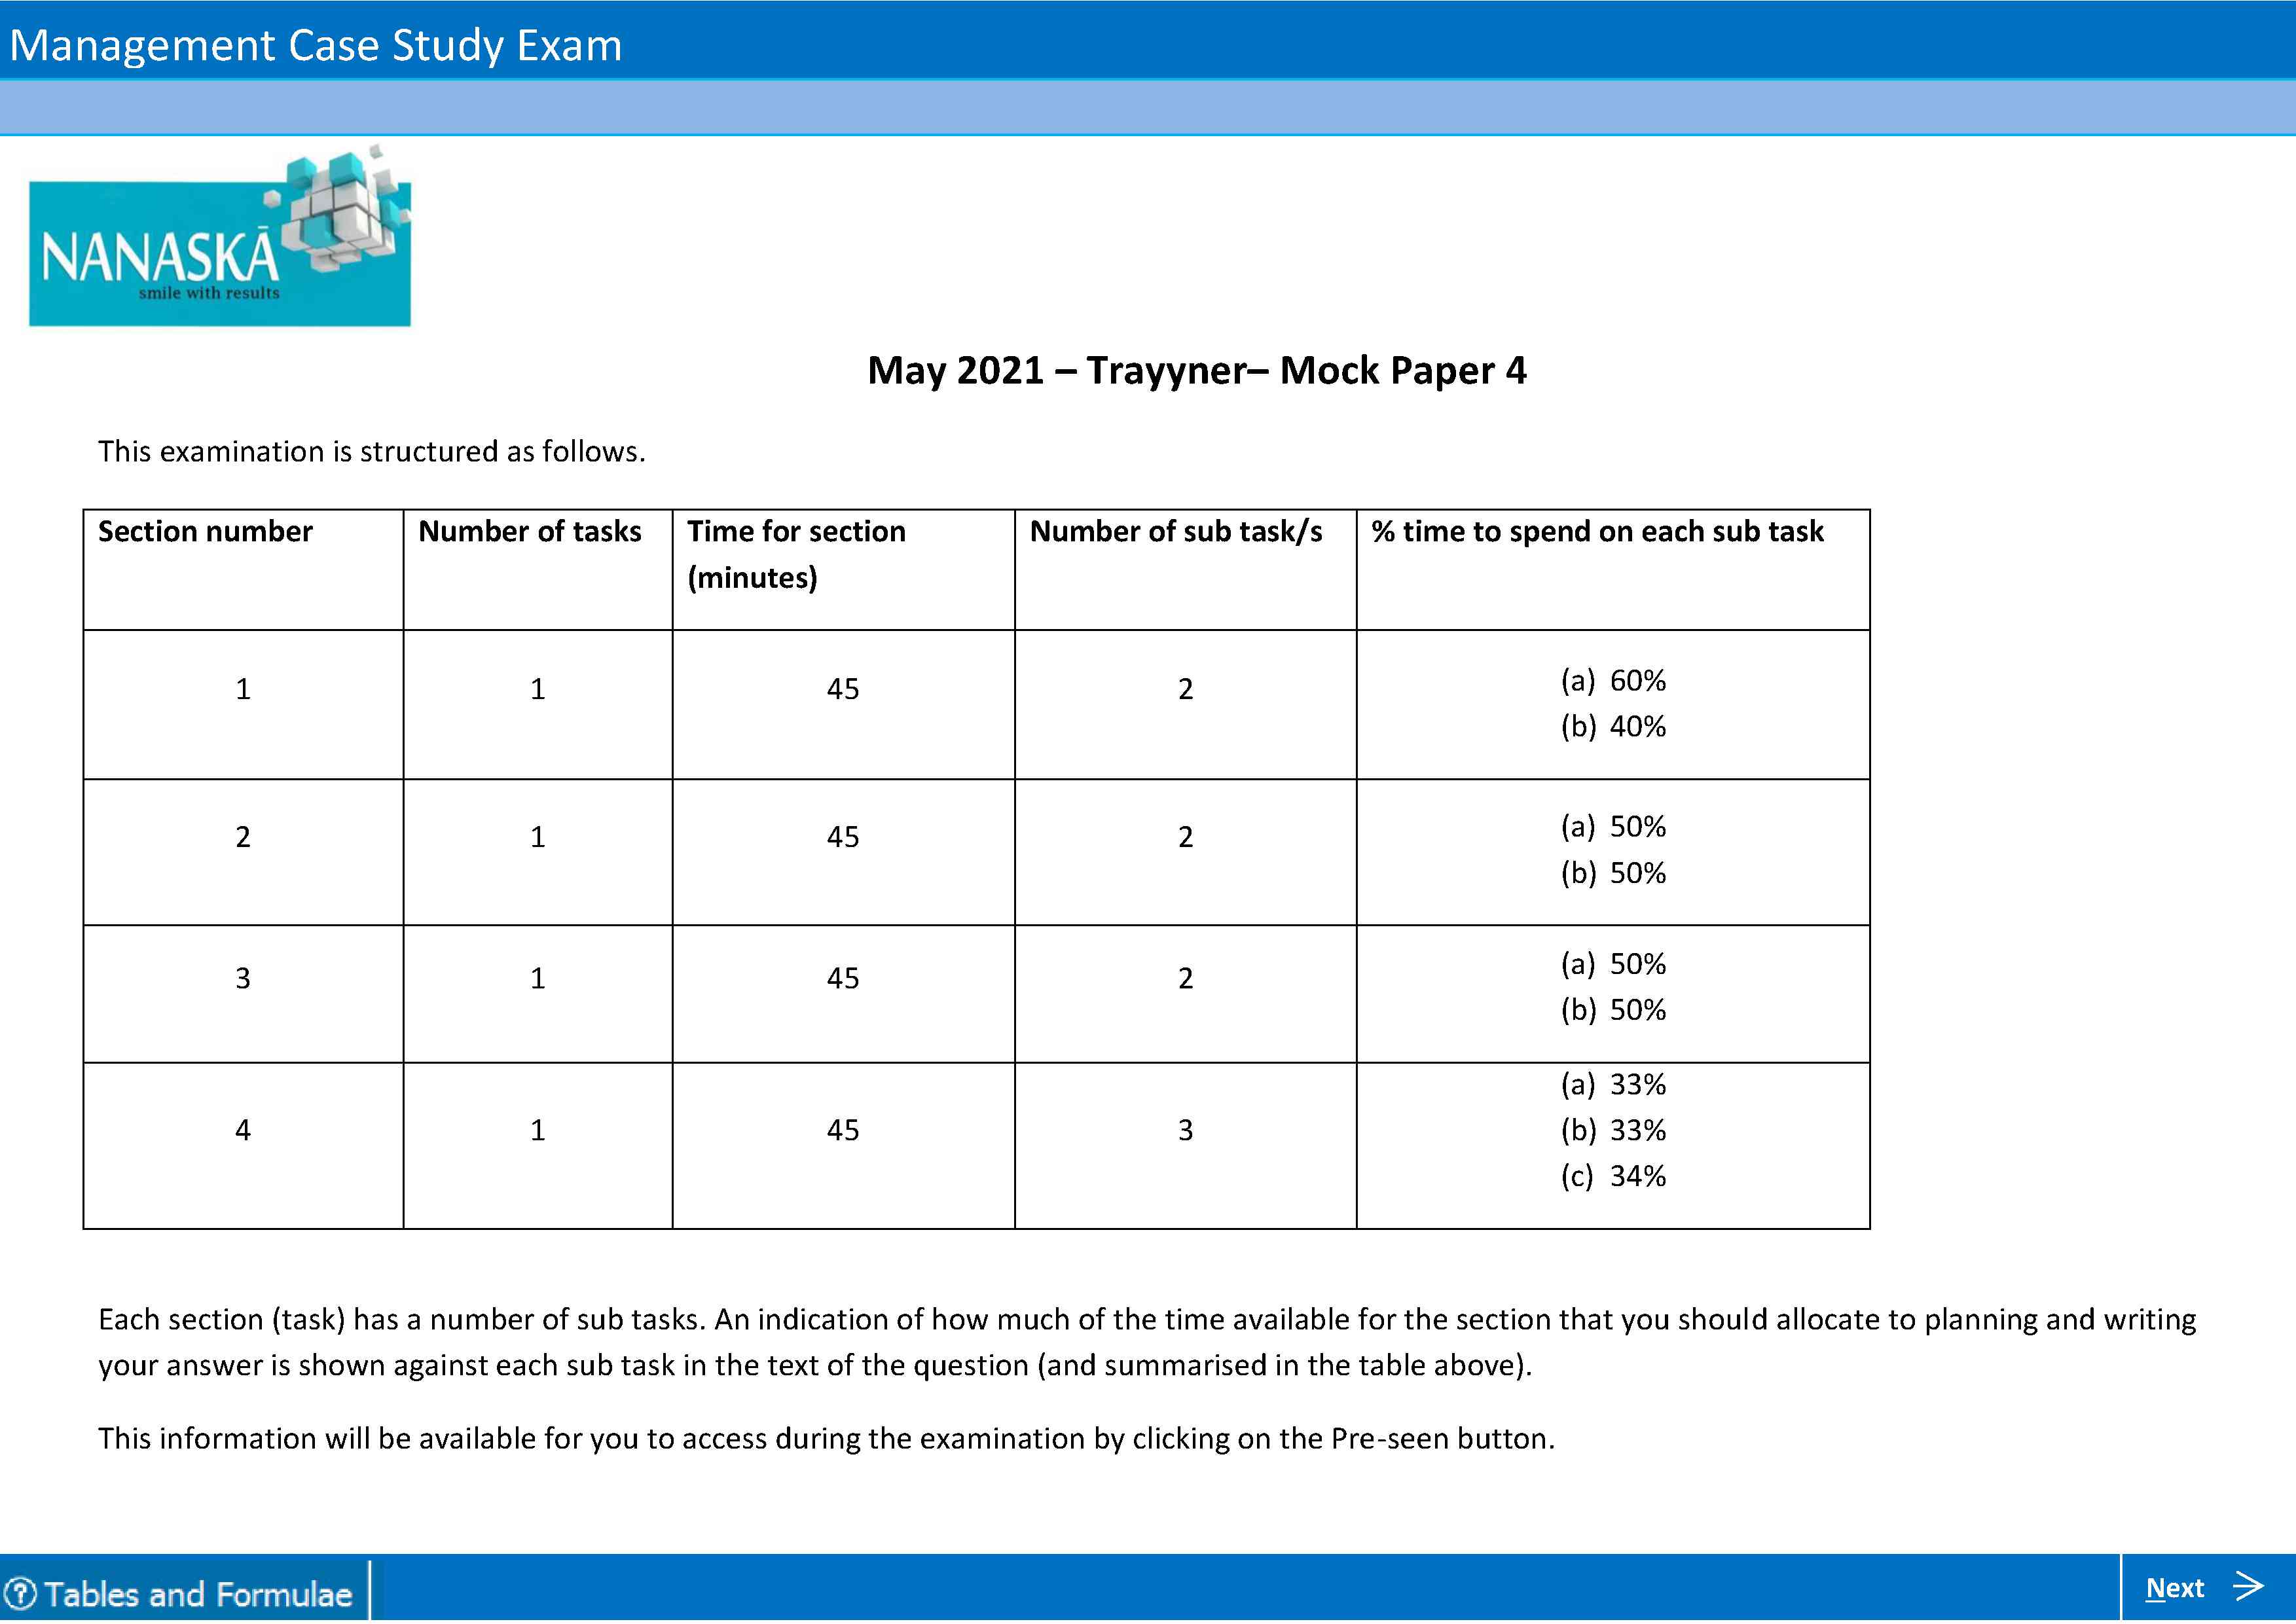 Management Case Study Exam
NANASKĀ
smile with results
May 2021 – Trayyner– Mock Paper 4
This examination is structured as follows.
Section number Number of tasks Time for section (minutes) Number of sub task/s % time to spend on each sub task
1 1 45 2 (a) 60%
(b) 40%
2 1 45 2 (a) 50%
(b) 50%
3 1 45 2 (a) 50%
(b) 50%
4 1 45 3 (a) 33%
(b) 33%
(c) 34%
Each section (task) has a number of sub tasks. An indication of how much of the time available for the section that you should allocate to planning and writing
your answer is shown against each sub task in the text of the question (and summarised in the table above).
This information will be available for you to access during the examination by clicking on the Pre-seen button.
Tables and Formulae
Next